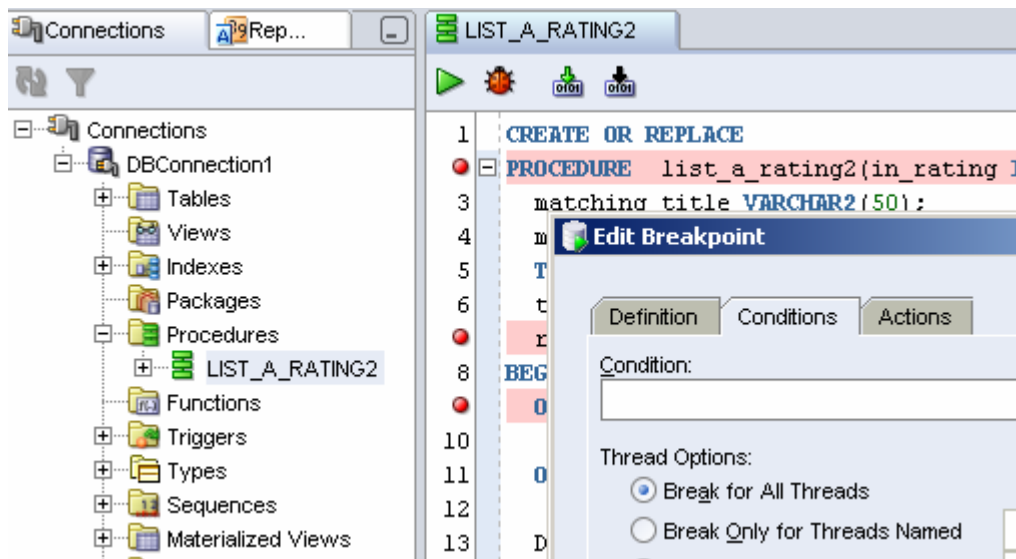 Connections
Rep...
LIST_A_RATING2
Connections
DBConnection1
Tables
Views
Indexes
Packages
Procedures
LIST_A_RATING2
Functions
Triggers
Types
Sequences
Materialized Views
1 CREATE OR REPLACE
PROCEDURE list_a_rating2(in_rating
3 matching_title VARCHAR2(50);
4 m
5 T
6 t
r
8 BEG
O
10
11 O
12
13 D
Edit Breakpoint
Definition Conditions Actions
Condition:
Thread Options:
Break for All Threads
Break Only for Threads Named